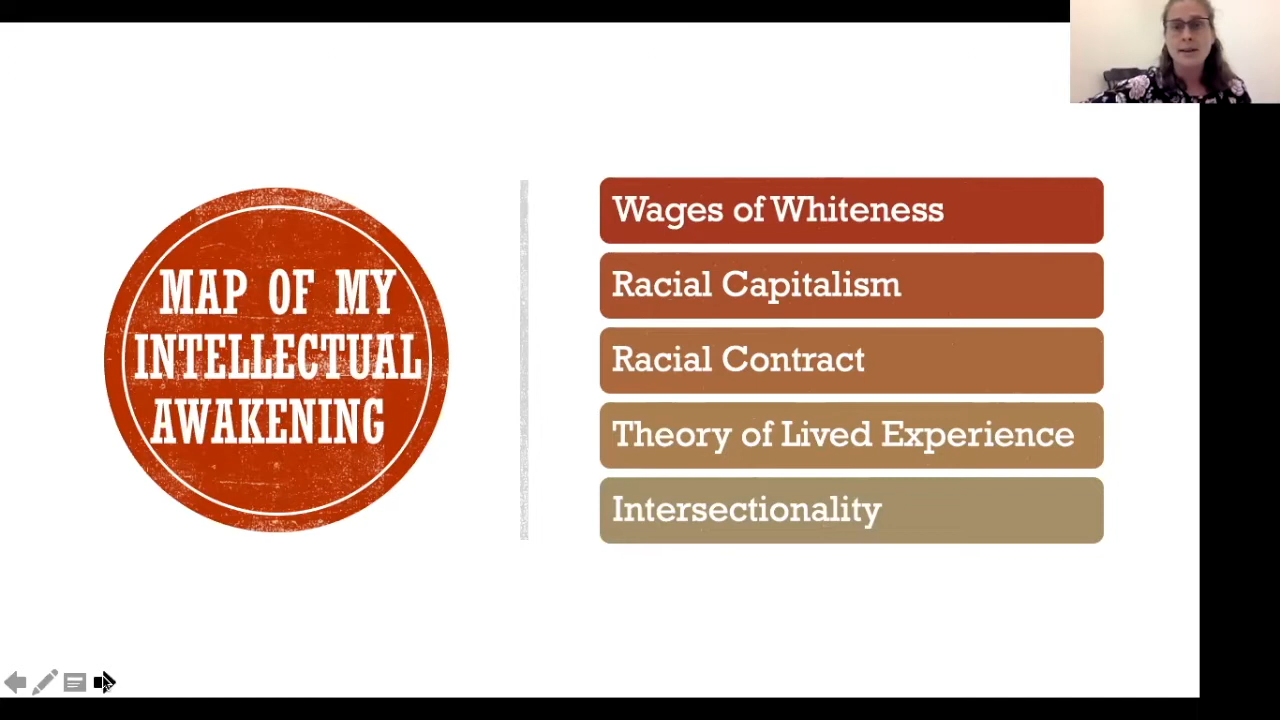 MAP OF MY
INTELLECTUAL
AWAKENING
Wages of Whiteness
Racial Capitalism
Racial Contract
Theory of Lived Experience
Intersectionality